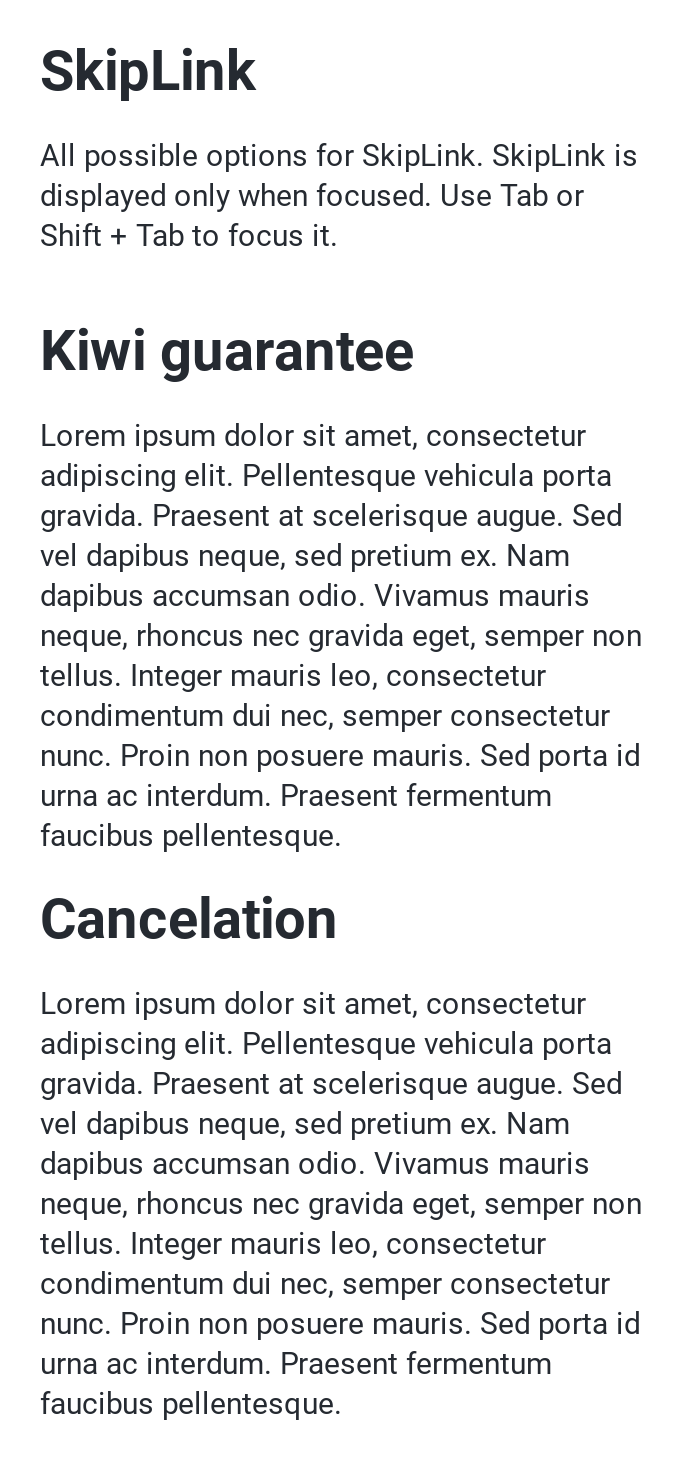 SkipLink
All possible options for SkipLink. SkipLink is
displayed only when focused. Use Tab or
Shift + Tab to focus it.
Kiwi guarantee
Lorem ipsum dolor sit amet, consectetur
adipiscing elit. Pellentesque vehicula porta
gravida. Praesent at scelerisque augue. Sed
vel dapibus neque, sed pretium ex. Nam
dapibus accumsan odio. Vivamus mauris
neque, rhoncus nec gravida eget, semper non
tellus. Integer mauris leo, consectetur
condimentum dui nec, semper consectetur
nunc. Proin non posuere mauris. Sed porta id
urna ac interdum. Praesent fermentum
faucibus pellentesque.
Cancelation
Lorem ipsum dolor sit amet, consectetur
adipiscing elit. Pellentesque vehicula porta
gravida. Praesent at scelerisque augue. Sed
vel dapibus neque, sed pretium ex. Nam
dapibus accumsan odio. Vivamus mauris
neque, rhoncus nec gravida eget, semper non
tellus. Integer mauris leo, consectetur
condimentum dui nec, semper consectetur
nunc. Proin non posuere mauris. Sed porta id
urna ac interdum. Praesent fermentum
faucibus pellentesque.